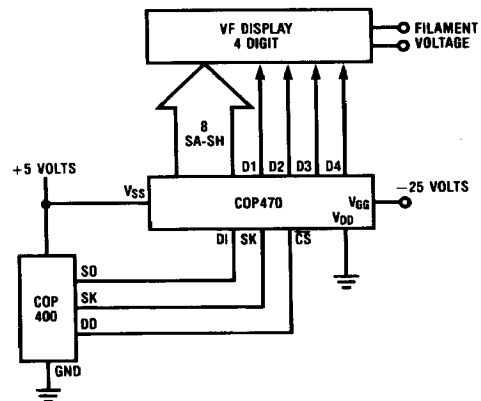 VF DISPLAY
4 DIGIT
FILAMENT
VOLTAGE
8
SA-SH
D1 D2 D3 D4
+5 VOLTS
VSS
COP470
−25 VOLTS
VGG
VDD
DI SK CS
COP
400
SO
SK
DO
GND